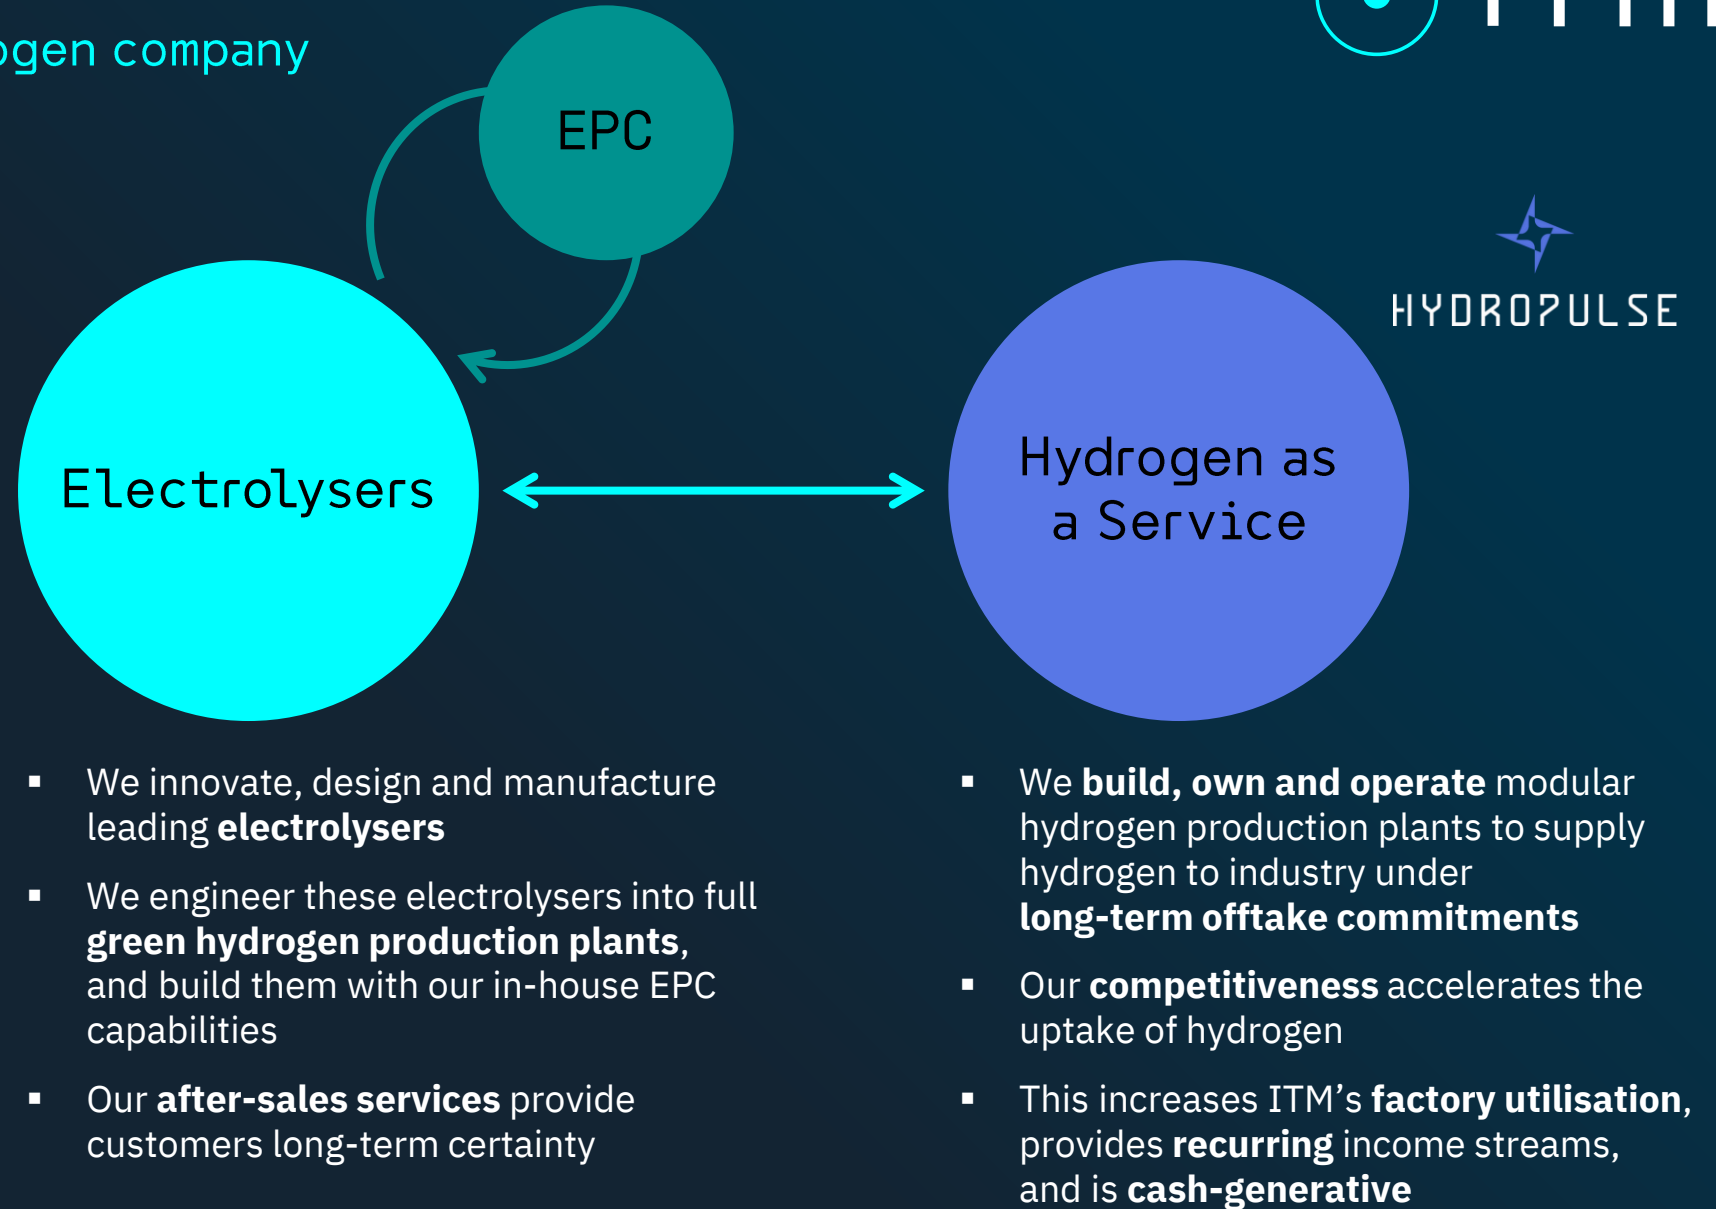 ogen company
EPC
HYDROPULSE
Electrolysers
Hydrogen as
a Service
▪ We innovate, design and manufacture
leading electrolysers
▪ We engineer these electrolysers into full
green hydrogen production plants,
and build them with our in-house EPC
capabilities
▪ Our after-sales services provide
customers long-term certainty
▪ We build, own and operate modular
hydrogen production plants to supply
hydrogen to industry under
long-term offtake commitments
▪ Our competitiveness accelerates the
uptake of hydrogen
▪ This increases ITM’s factory utilisation,
provides recurring income streams,
and is cash-generative